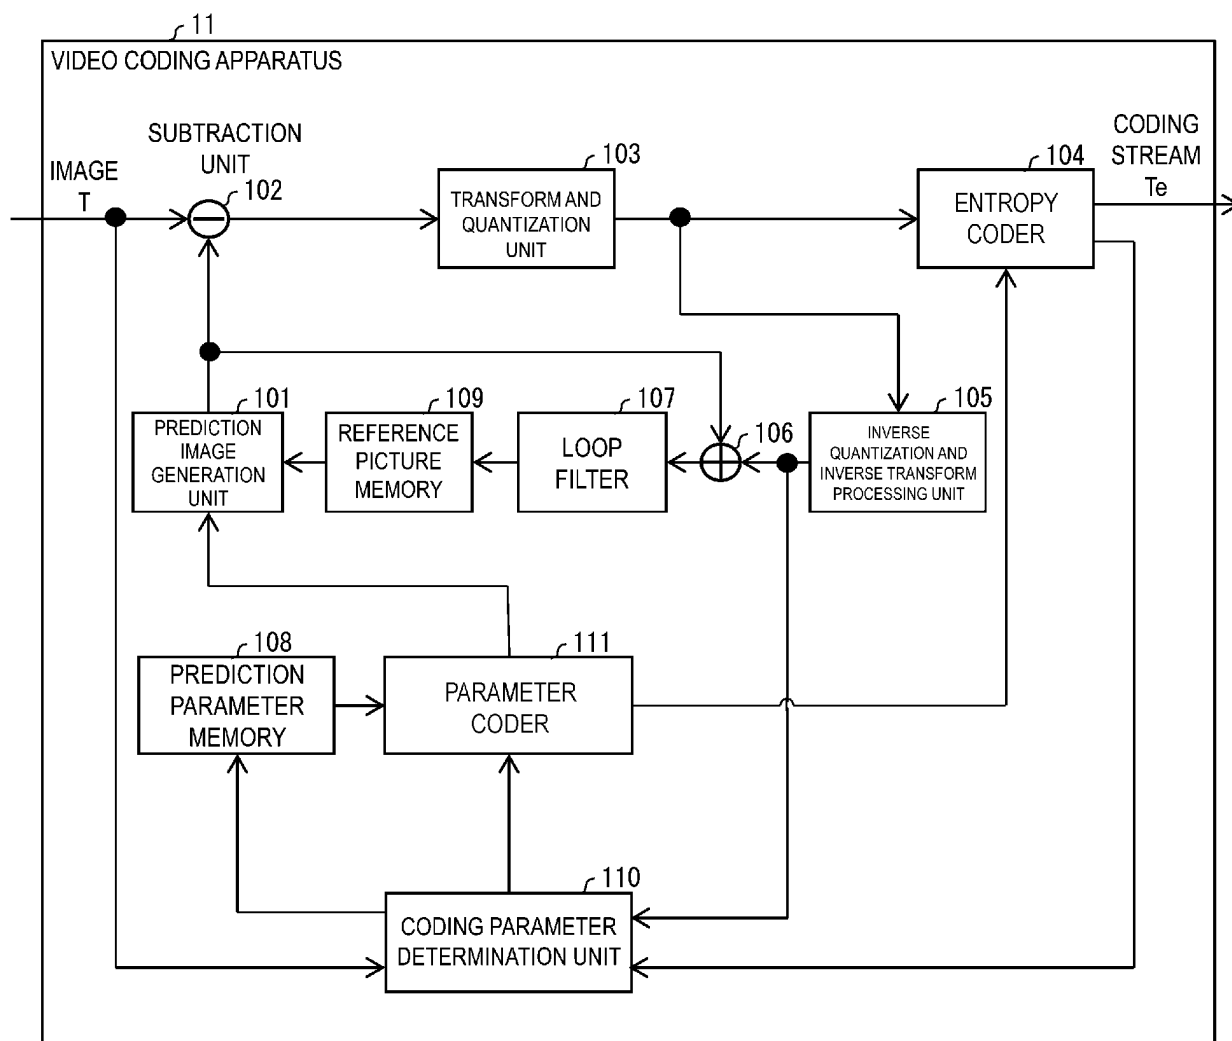 11
VIDEO CODING APPARATUS
IMAGE
T
SUBTRACTION
UNIT
102
103
TRANSFORM AND
QUANTIZATION
UNIT
104
ENTROPY
CODER
CODING
STREAM
Te
101
PREDICTION
IMAGE
GENERATION
UNIT
109
REFERENCE
PICTURE
MEMORY
107
LOOP
FILTER
106
105
INVERSE
QUANTIZATION AND
INVERSE TRANSFORM
PROCESSING UNIT
108
PREDICTION
PARAMETER
MEMORY
111
PARAMETER
CODER
110
CODING PARAMETER
DETERMINATION UNIT